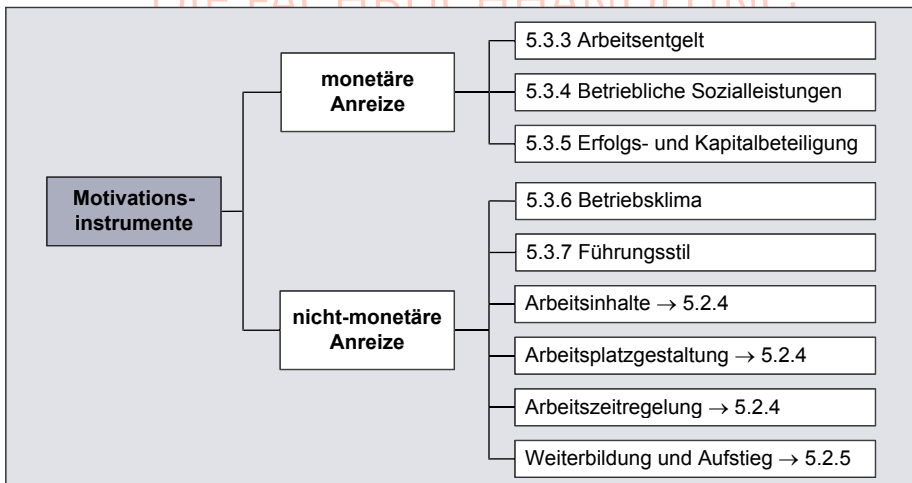 DIE FACHBUCHHANDLUNG.
monetäre
Anreize
5.3.3 Arbeitsentgelt
5.3.4 Betriebliche Sozialleistungen
5.3.5 Erfolgs- und Kapitalbeteiligung
Motivations-
instrumente
nicht-monetäre
Anreize
5.3.6 Betriebsklima
5.3.7 Führungsstil
Arbeitsinhalte → 5.2.4
Arbeitsplatzgestaltung → 5.2.4
Arbeitszeitregelung → 5.2.4
Weiterbildung und Aufstieg → 5.2.5